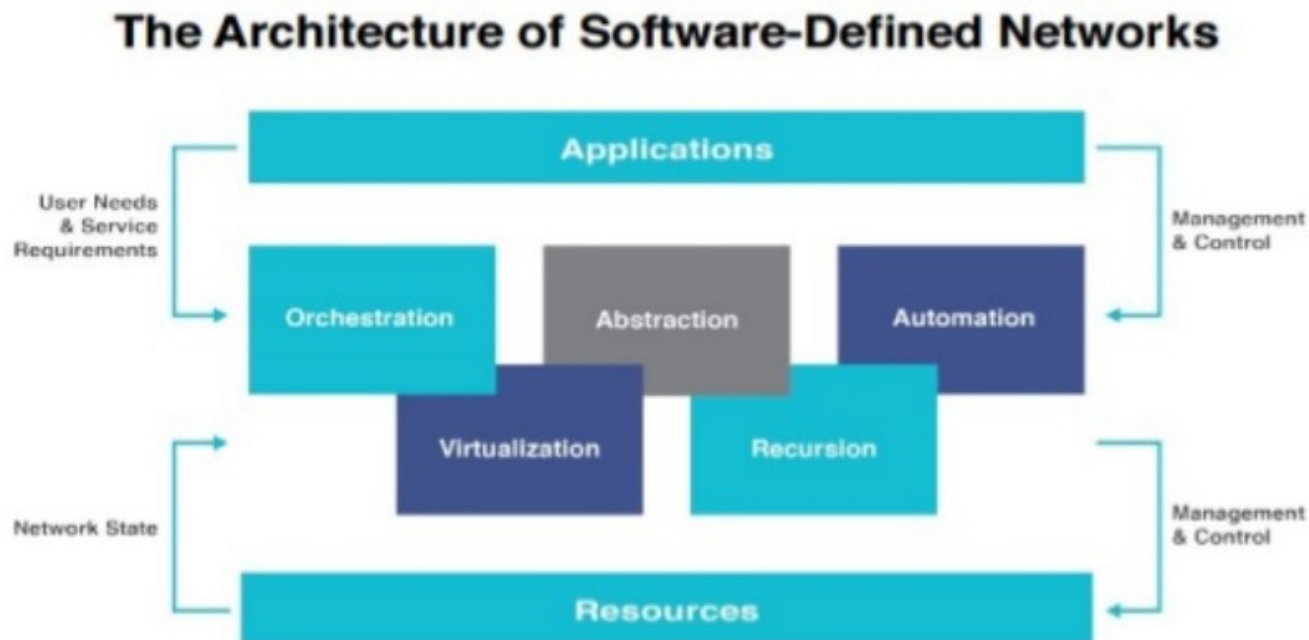 The Architecture of Software-Defined Networks
Applications
User Needs
& Service
Requirements
Management
& Control
Orchestration
Abstraction
Automation
Virtualization
Recursion
Network State
Management
& Control
Resources